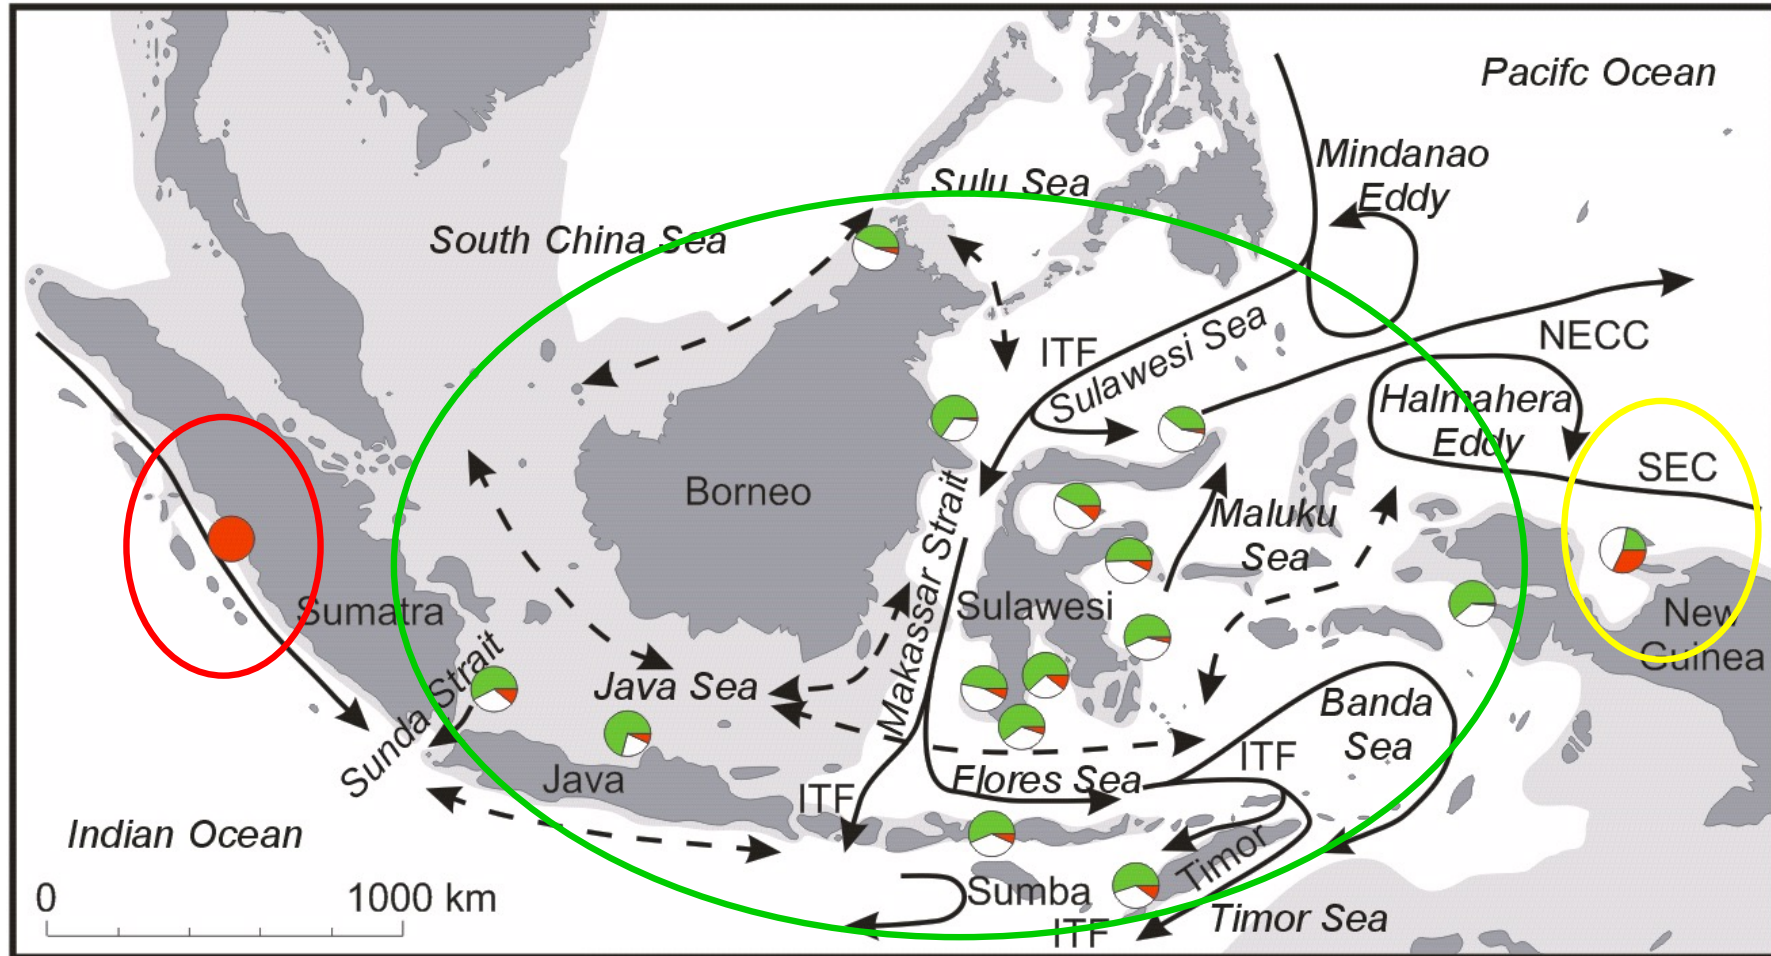 Pacifc Ocean
Mindanao
Eddy
Sulu Sea
South China Sea
ITF
Sulawesi Sea
NECC
Halmahera
Eddy
SEC
Borneo
Makassar Strait
Maluku
Sea
Sumatra
Sulawesi
New
Guinea
Sunda Strait
Java Sea
Banda
Sea
Java
ITF
Flores Sea
ITF
Indian Ocean
Timor
0
1000 km
Sumba
ITF
Timor Sea